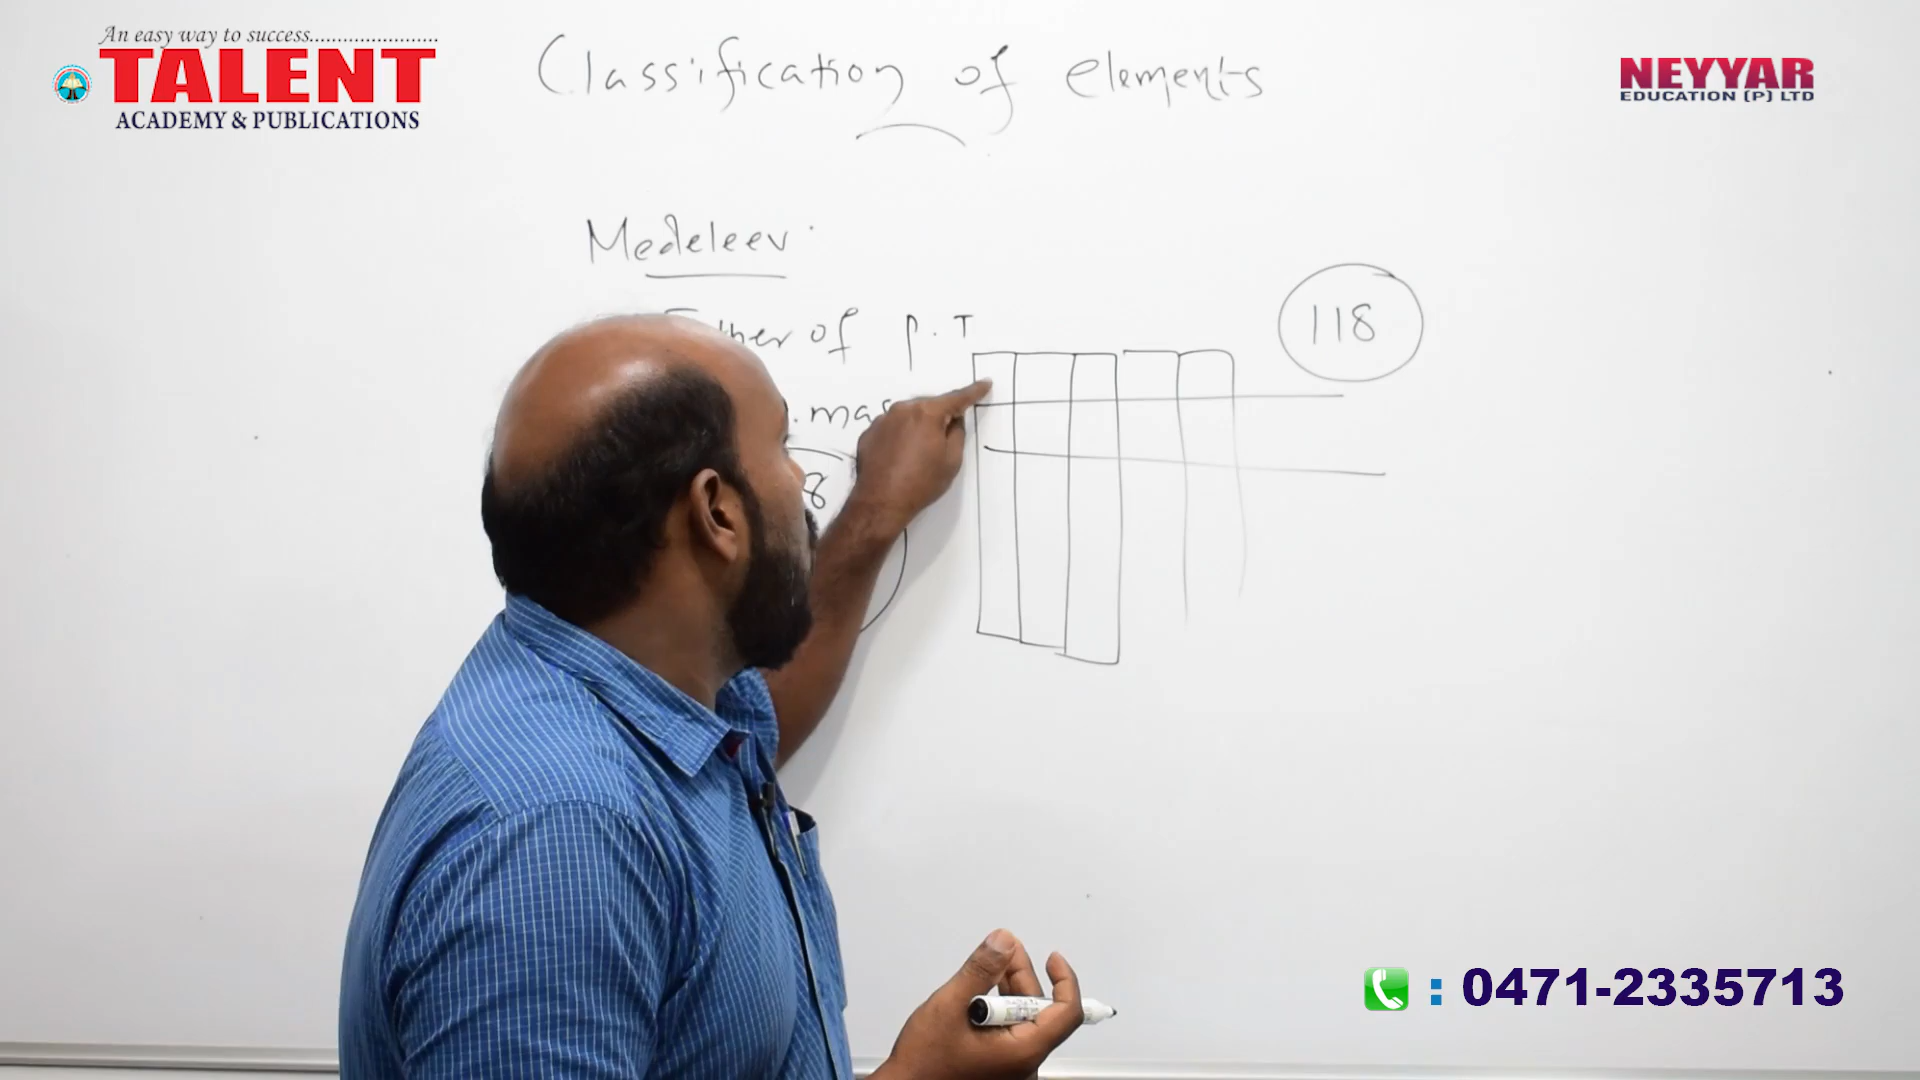 An easy way to success......................
TALENT
ACADEMY & PUBLICATIONS
NEYYAR
EDUCATION (P) LTD
Classification of elements
Medeleev
of P.T
118
8
: 0471-2335713